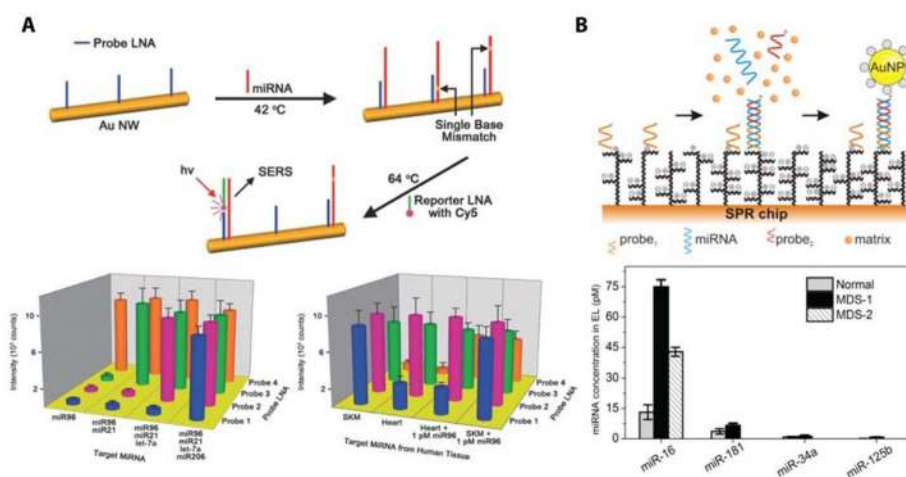 A
Probe LNA
miRNA
42 °C
Au NW
Single Base
Mismatch
hν
SERS
64 °C
Reporter LNA
with Cy5
Intensity (10³ counts)
10
6
2
miR96
miR96
miR21
miR96
miR21
let-7a
miR96
miR21
let-7a
miR206
Target MiRNA
Probe 4
Probe 3
Probe 2
Probe 1
Probe LNA
Intensity (10³ counts)
10
6
2
SKM
Heart
Heart +
1 pM miR96
SKM +
1 pM miR96
Target MiRNA from Human Tissue
Probe 4
Probe 3
Probe 2
Probe 1
Probe LNA
B
AuNP
SPR chip
probe₁
miRNA
probe₂
matrix
miRNA concentration in EL (pM)
75
60
45
30
15
0
Normal
MDS-1
MDS-2
miR-16
miR-181
miR-34a
miR-125b